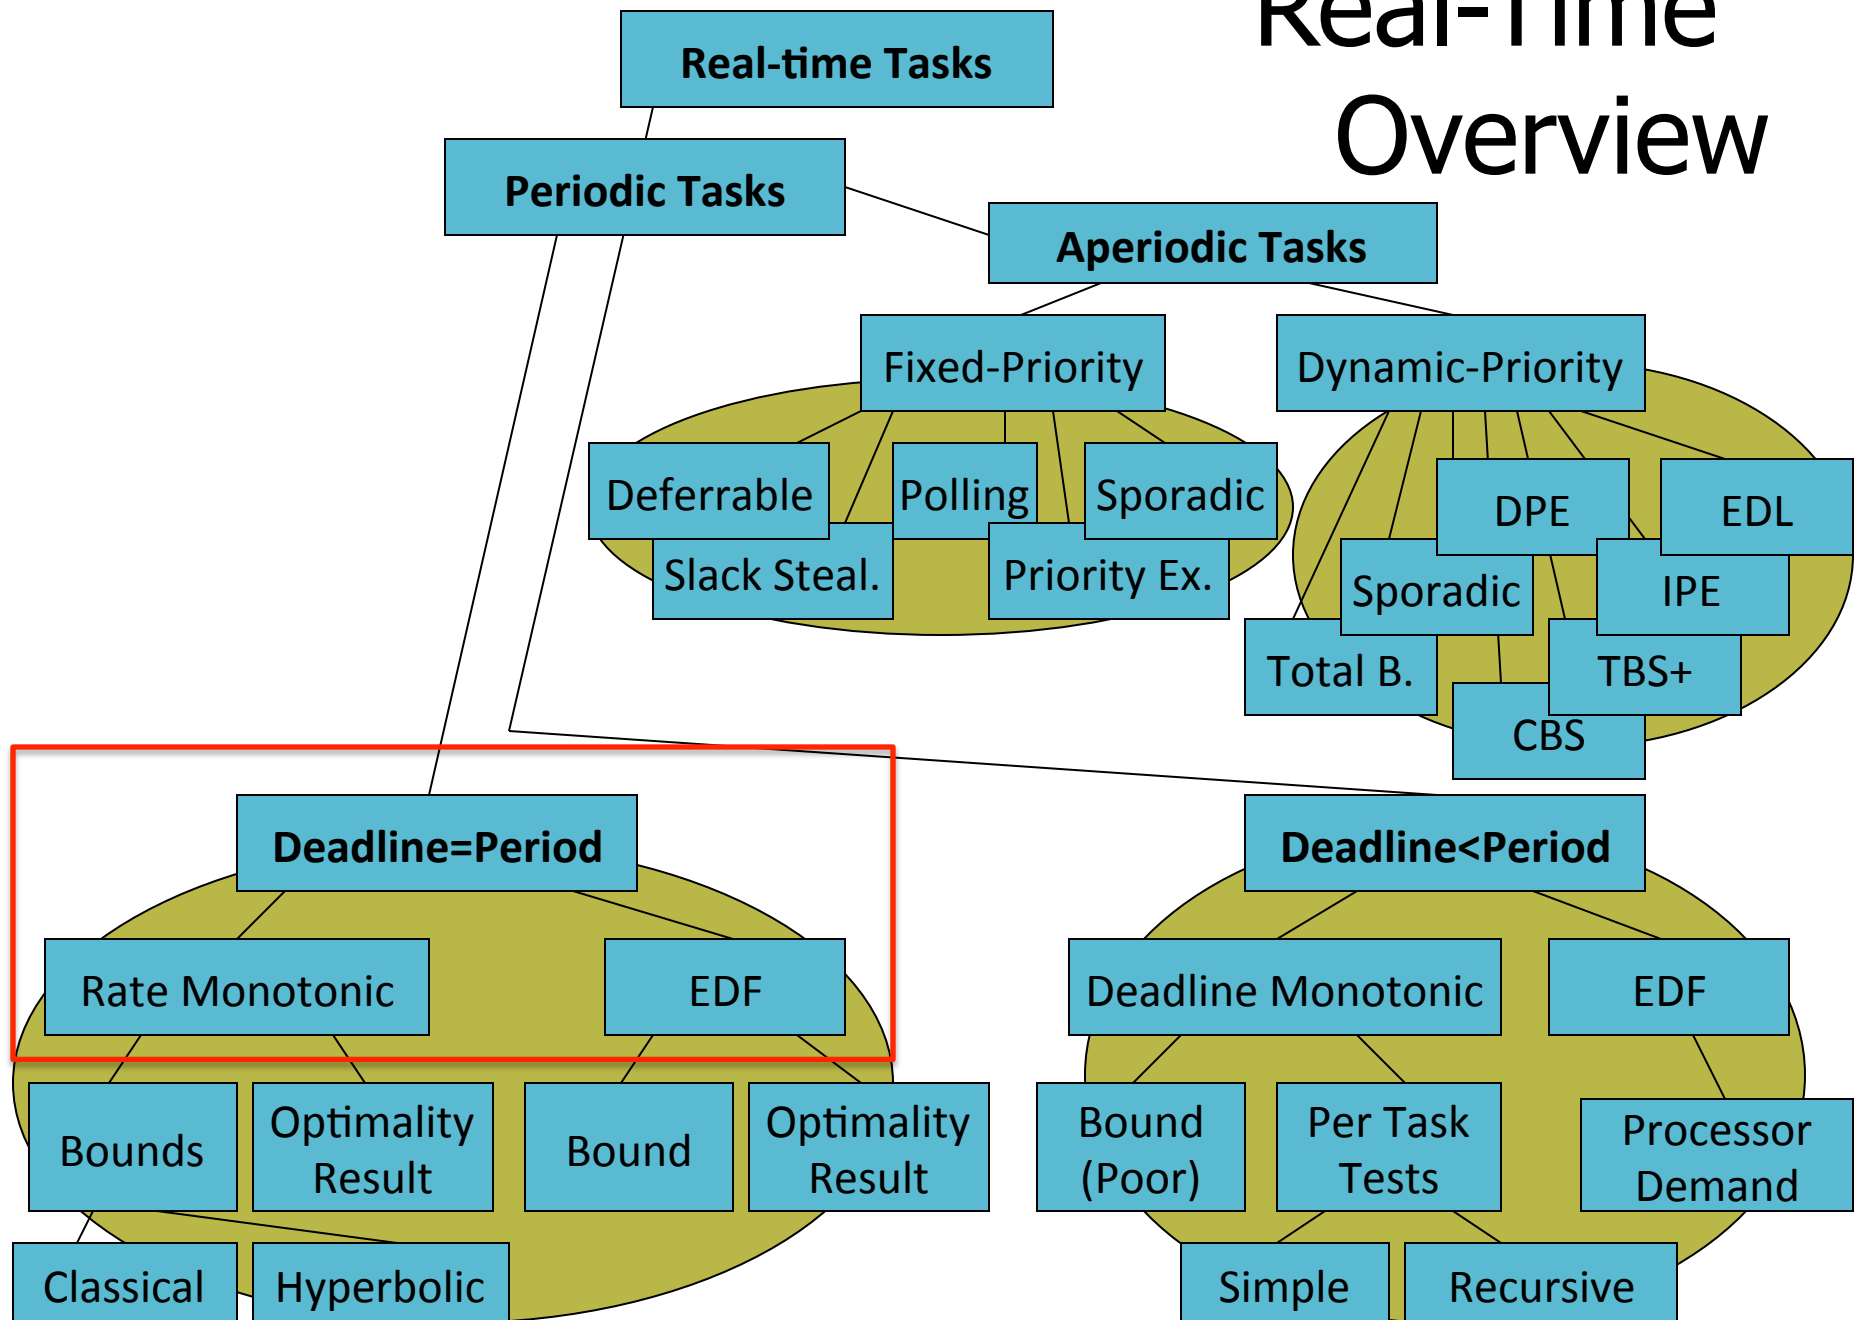 Real-Time
Overview
Real-time Tasks
Periodic Tasks
Aperiodic Tasks
Fixed-Priority
Dynamic-Priority
Deferrable
Polling
Sporadic
Slack Steal.
Priority Ex.
DPE
EDL
Sporadic
IPE
Total B.
TBS+
CBS
Deadline=Period
Deadline<Period
Rate Monotonic
EDF
Deadline Monotonic
EDF
Bounds
Optimality
Result
Bound
Optimality
Result
Bound
(Poor)
Per Task
Tests
Processor
Demand
Classical
Hyperbolic
Simple
Recursive